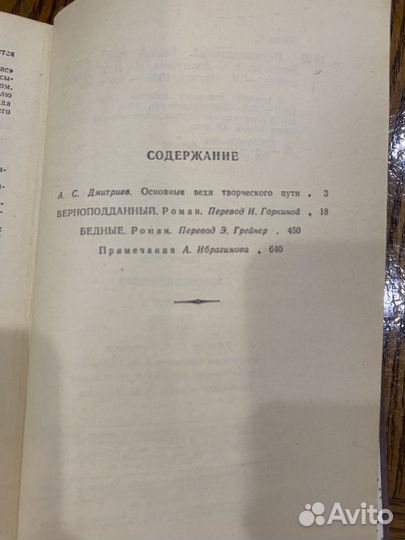 СОДЕРЖАНИЕ
А. С. Дмитриев. Основные вехи творческого пути . 3
ВЕРНОПОДДАННЫЙ. Роман. Перевод И. Горкиной . 18
БЕДНЫЕ. Роман. Перевод Э. Грейнер . 450
Примечания А. Ибрагимова . 640
Avito